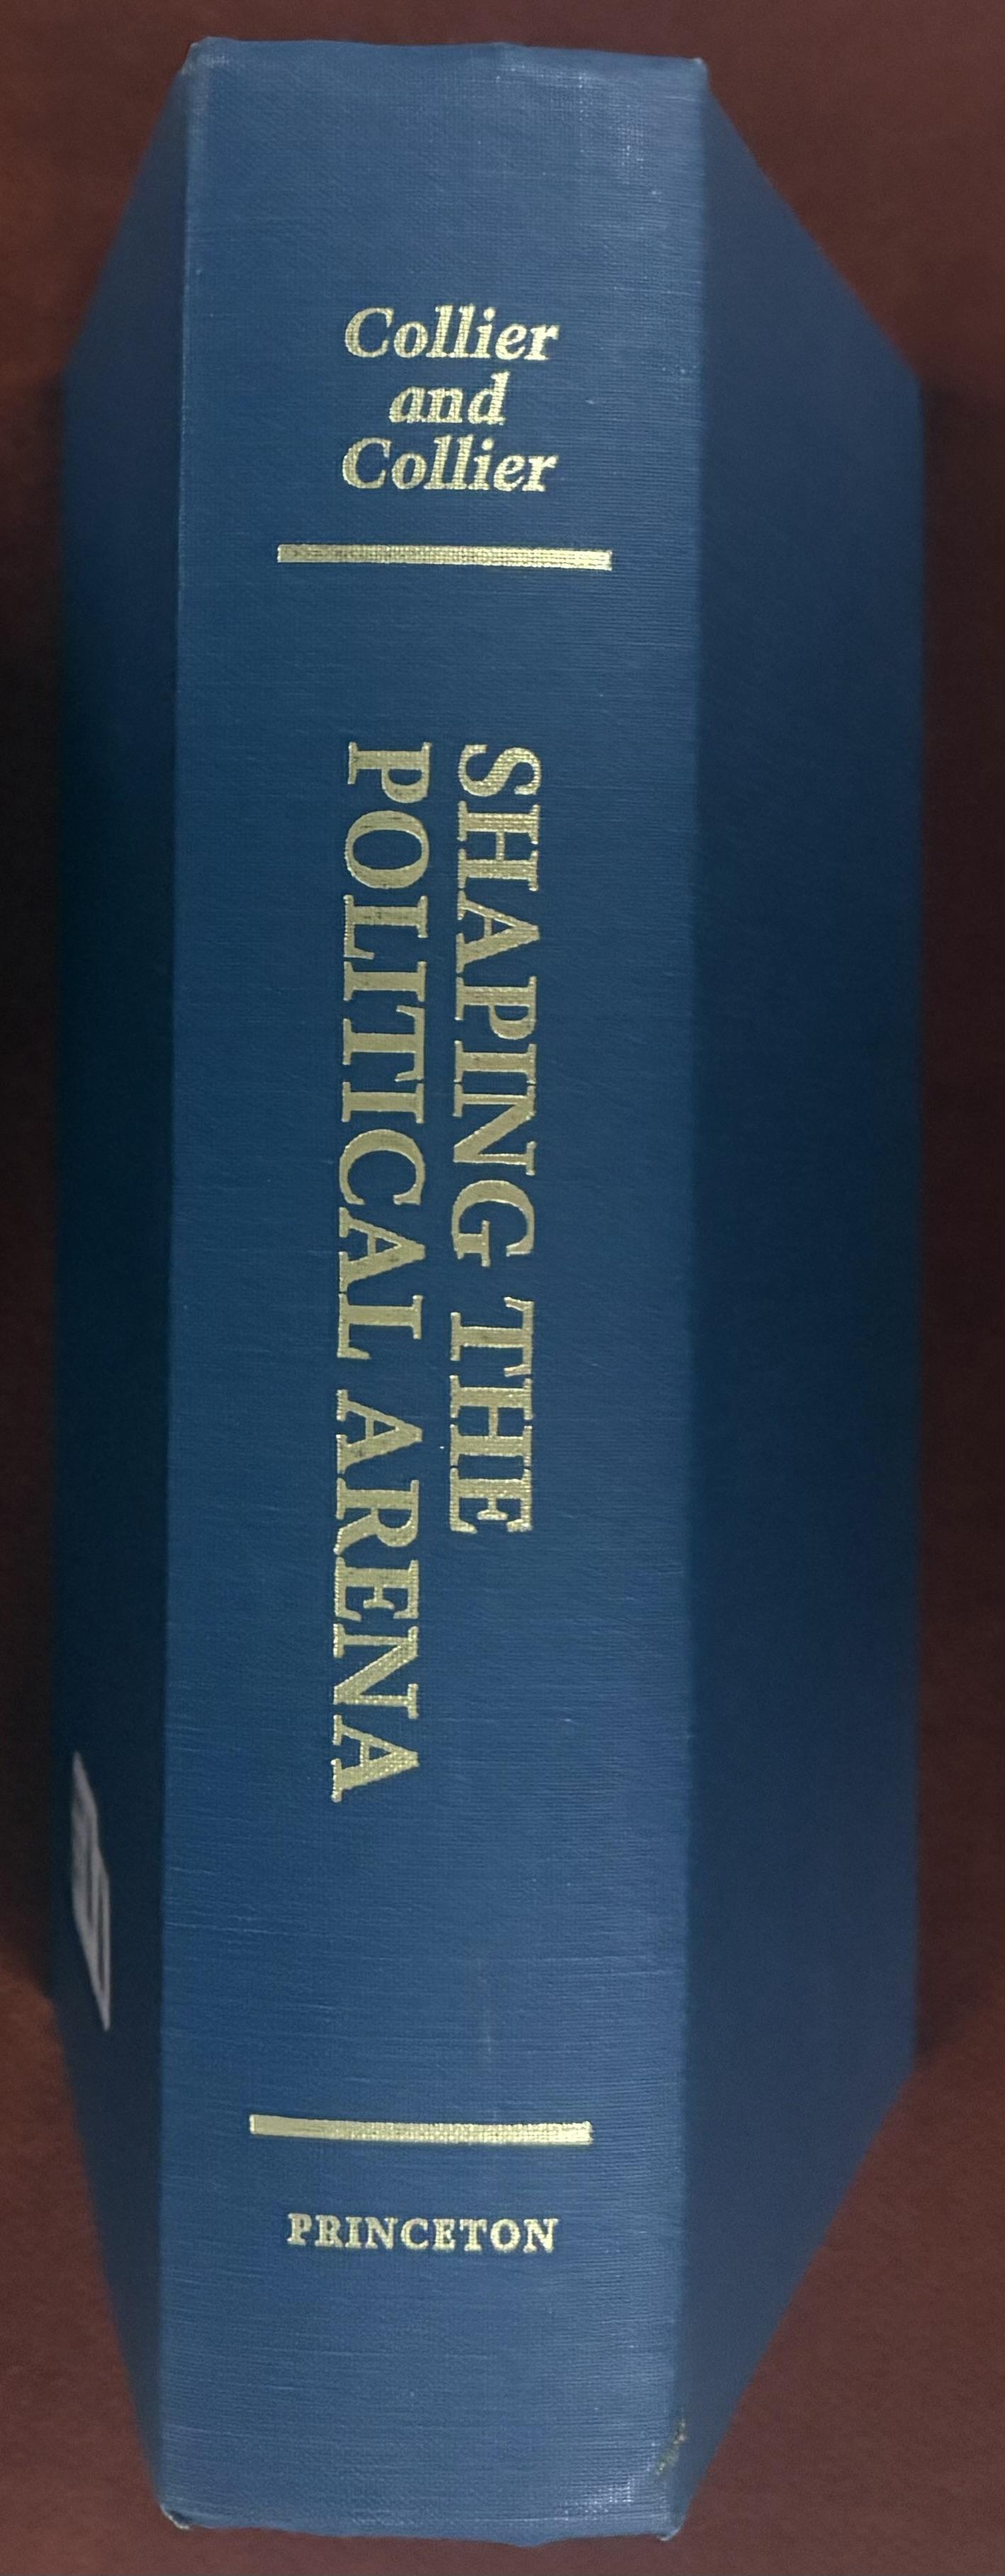 Collier
and
Collier
SHAPING THE
POLITICAL ARENA
PRINCETON